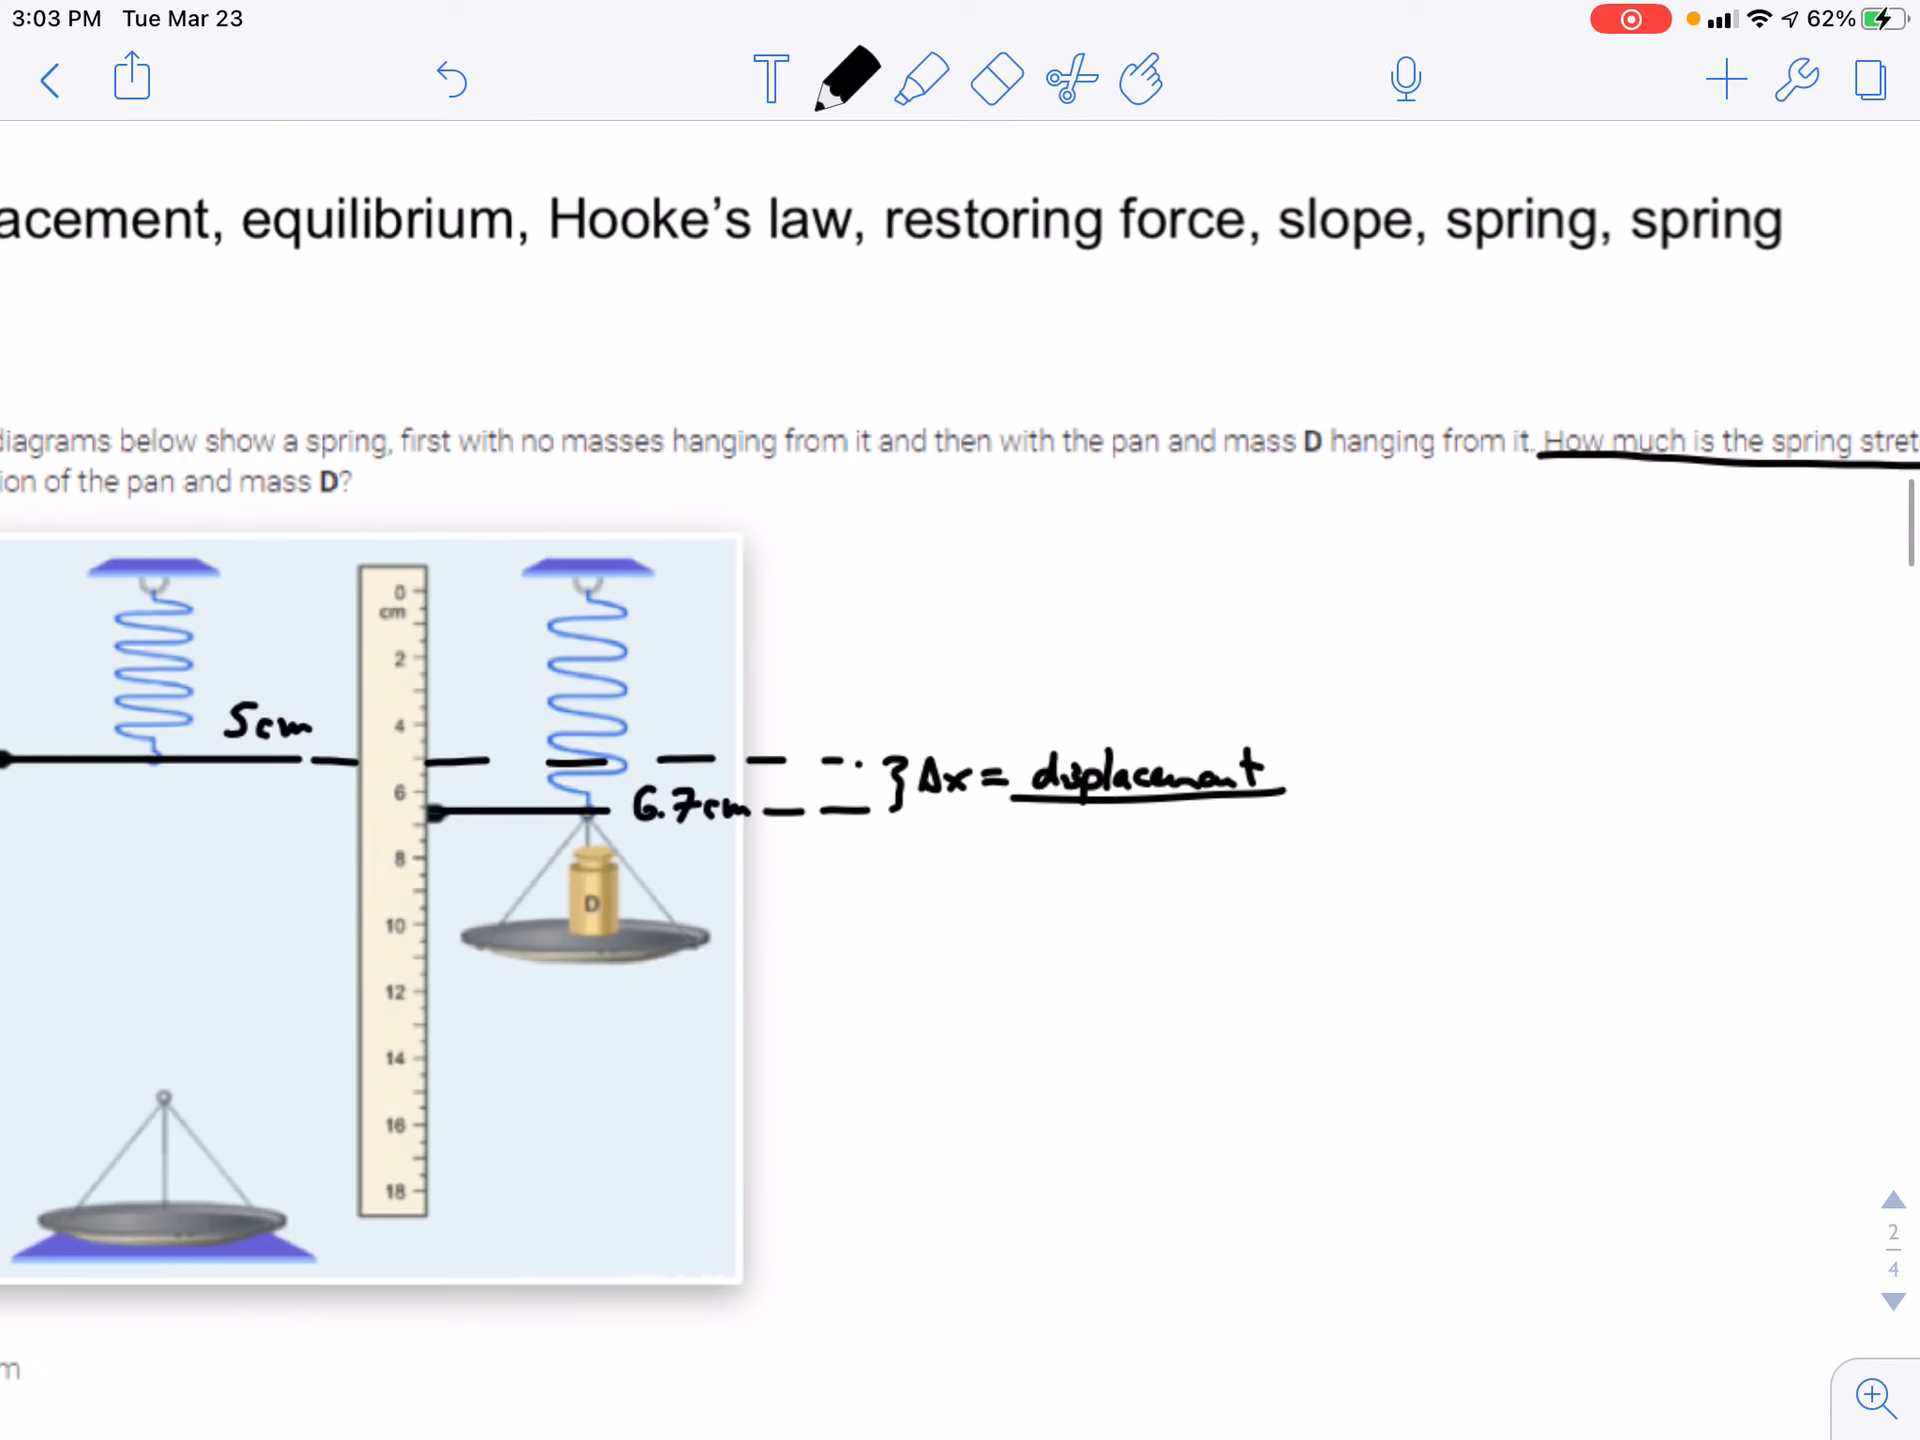 3:03 PM Tue Mar 23
62%
T
acement, equilibrium, Hooke's law, restoring force, slope, spring, spring
diagrams below show a spring, first with no masses hanging from it and then with the pan and mass D hanging from it. How much is the spring stret
ion of the pan and mass D?
0
cm
2
5cm
4
} Δx = displacement
6
6.7cm
8
D
10
12
14
16
18
2
4
m